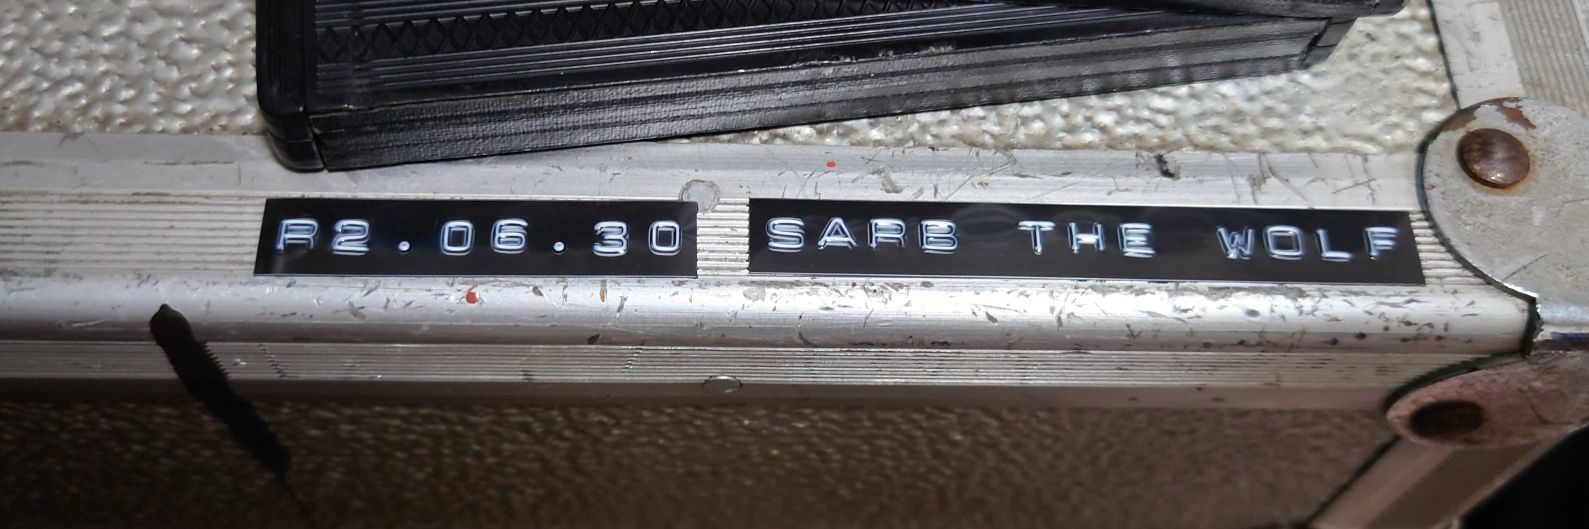 R2.06.30 SARB THE WOLF